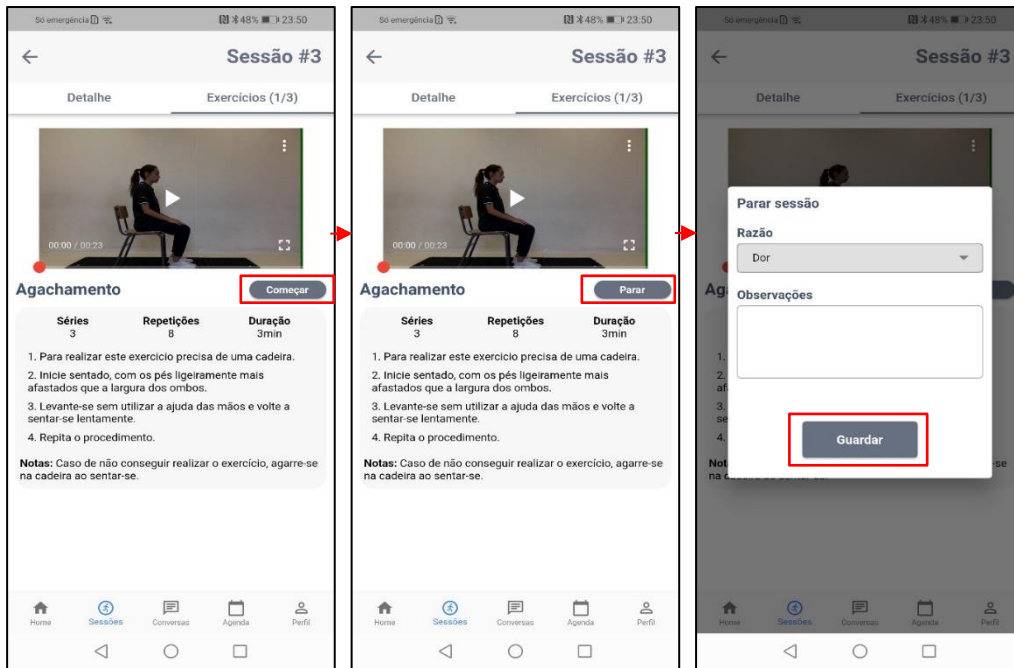 Só emergência 48% 23:50
Sessão #3
Detalhe Exercícios (1/3)
00:00 / 00:23
Agachamento Começar
Séries Repetições Duração
3 8 3min
1. Para realizar este exercicio precisa de uma cadeira.
2. Inicie sentado, com os pés ligeiramente mais
afastados que a largura dos ombos.
3. Levante-se sem utilizar a ajuda das mãos e volte a
sentar-se lentamente.
4. Repita o procedimento.
Notas: Caso de não conseguir realizar o exercício, agarre-se
na cadeira ao sentar-se.
Home Sessões Conversas Agenda Perfil
Só emergência 48% 23:50
Sessão #3
Detalhe Exercícios (1/3)
00:00 / 00:23
Agachamento Parar
Séries Repetições Duração
3 8 3min
1. Para realizar este exercicio precisa de uma cadeira.
2. Inicie sentado, com os pés ligeiramente mais
afastados que a largura dos ombos.
3. Levante-se sem utilizar a ajuda das mãos e volte a
sentar-se lentamente.
4. Repita o procedimento.
Notas: Caso de não conseguir realizar o exercício, agarre-se
na cadeira ao sentar-se.
Home Sessões Conversas Agenda Perfil
Só emergência 48% 23:50
Sessão #3
Detalhe Exercícios (1/3)
Parar sessão
Razão
Dor
Observações
Guardar
Home Sessões Conversas Agenda Perfil